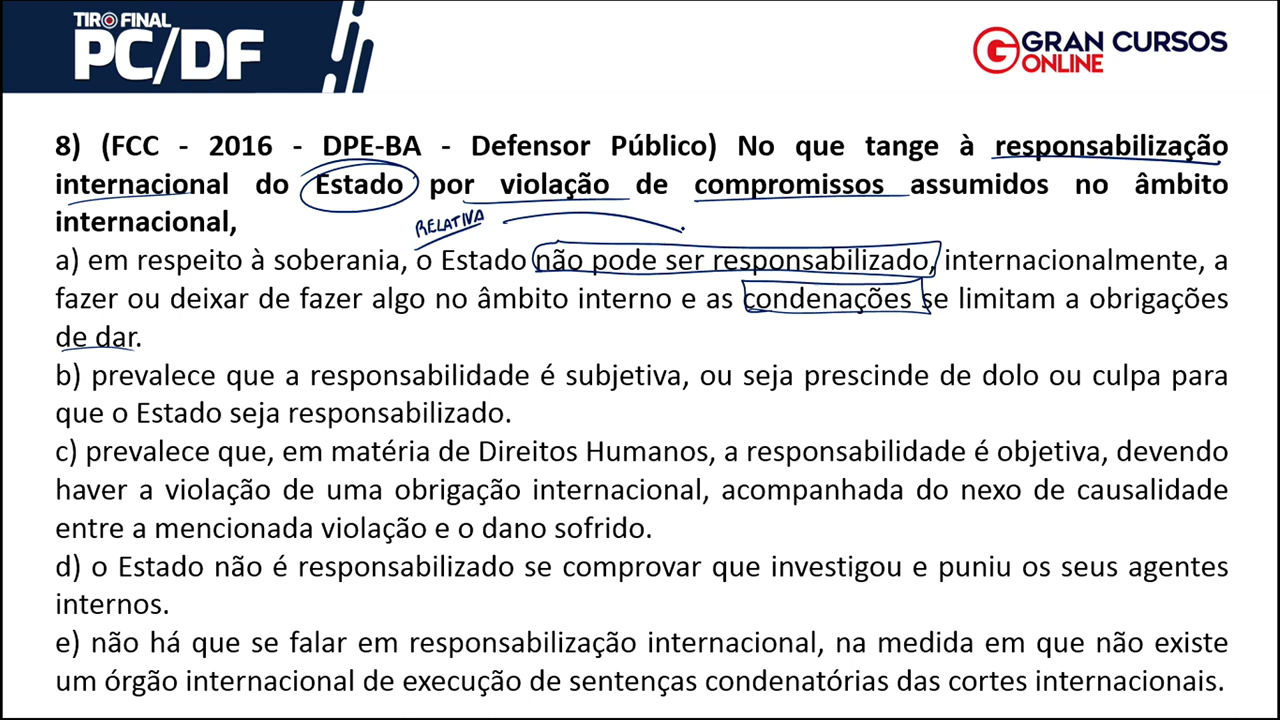 TIRO FINAL
PC/DF
GRAN CURSOS
ONLINE
8) (FCC - 2016 - DPE-BA - Defensor Público) No que tange à responsabilização
internacional do Estado por violação de compromissos assumidos no âmbito
internacional,
RELATIVA
a) em respeito à soberania, o Estado não pode ser responsabilizado, internacionalmente, a
fazer ou deixar de fazer algo no âmbito interno e as condenações se limitam a obrigações
de dar.
b) prevalece que a responsabilidade é subjetiva, ou seja prescinde de dolo ou culpa para
que o Estado seja responsabilizado.
c) prevalece que, em matéria de Direitos Humanos, a responsabilidade é objetiva, devendo
haver a violação de uma obrigação internacional, acompanhada do nexo de causalidade
entre a mencionada violação e o dano sofrido.
d) o Estado não é responsabilizado se comprovar que investigou e puniu os seus agentes
internos.
e) não há que se falar em responsabilização internacional, na medida em que não existe
um órgão internacional de execução de sentenças condenatórias das cortes internacionais.